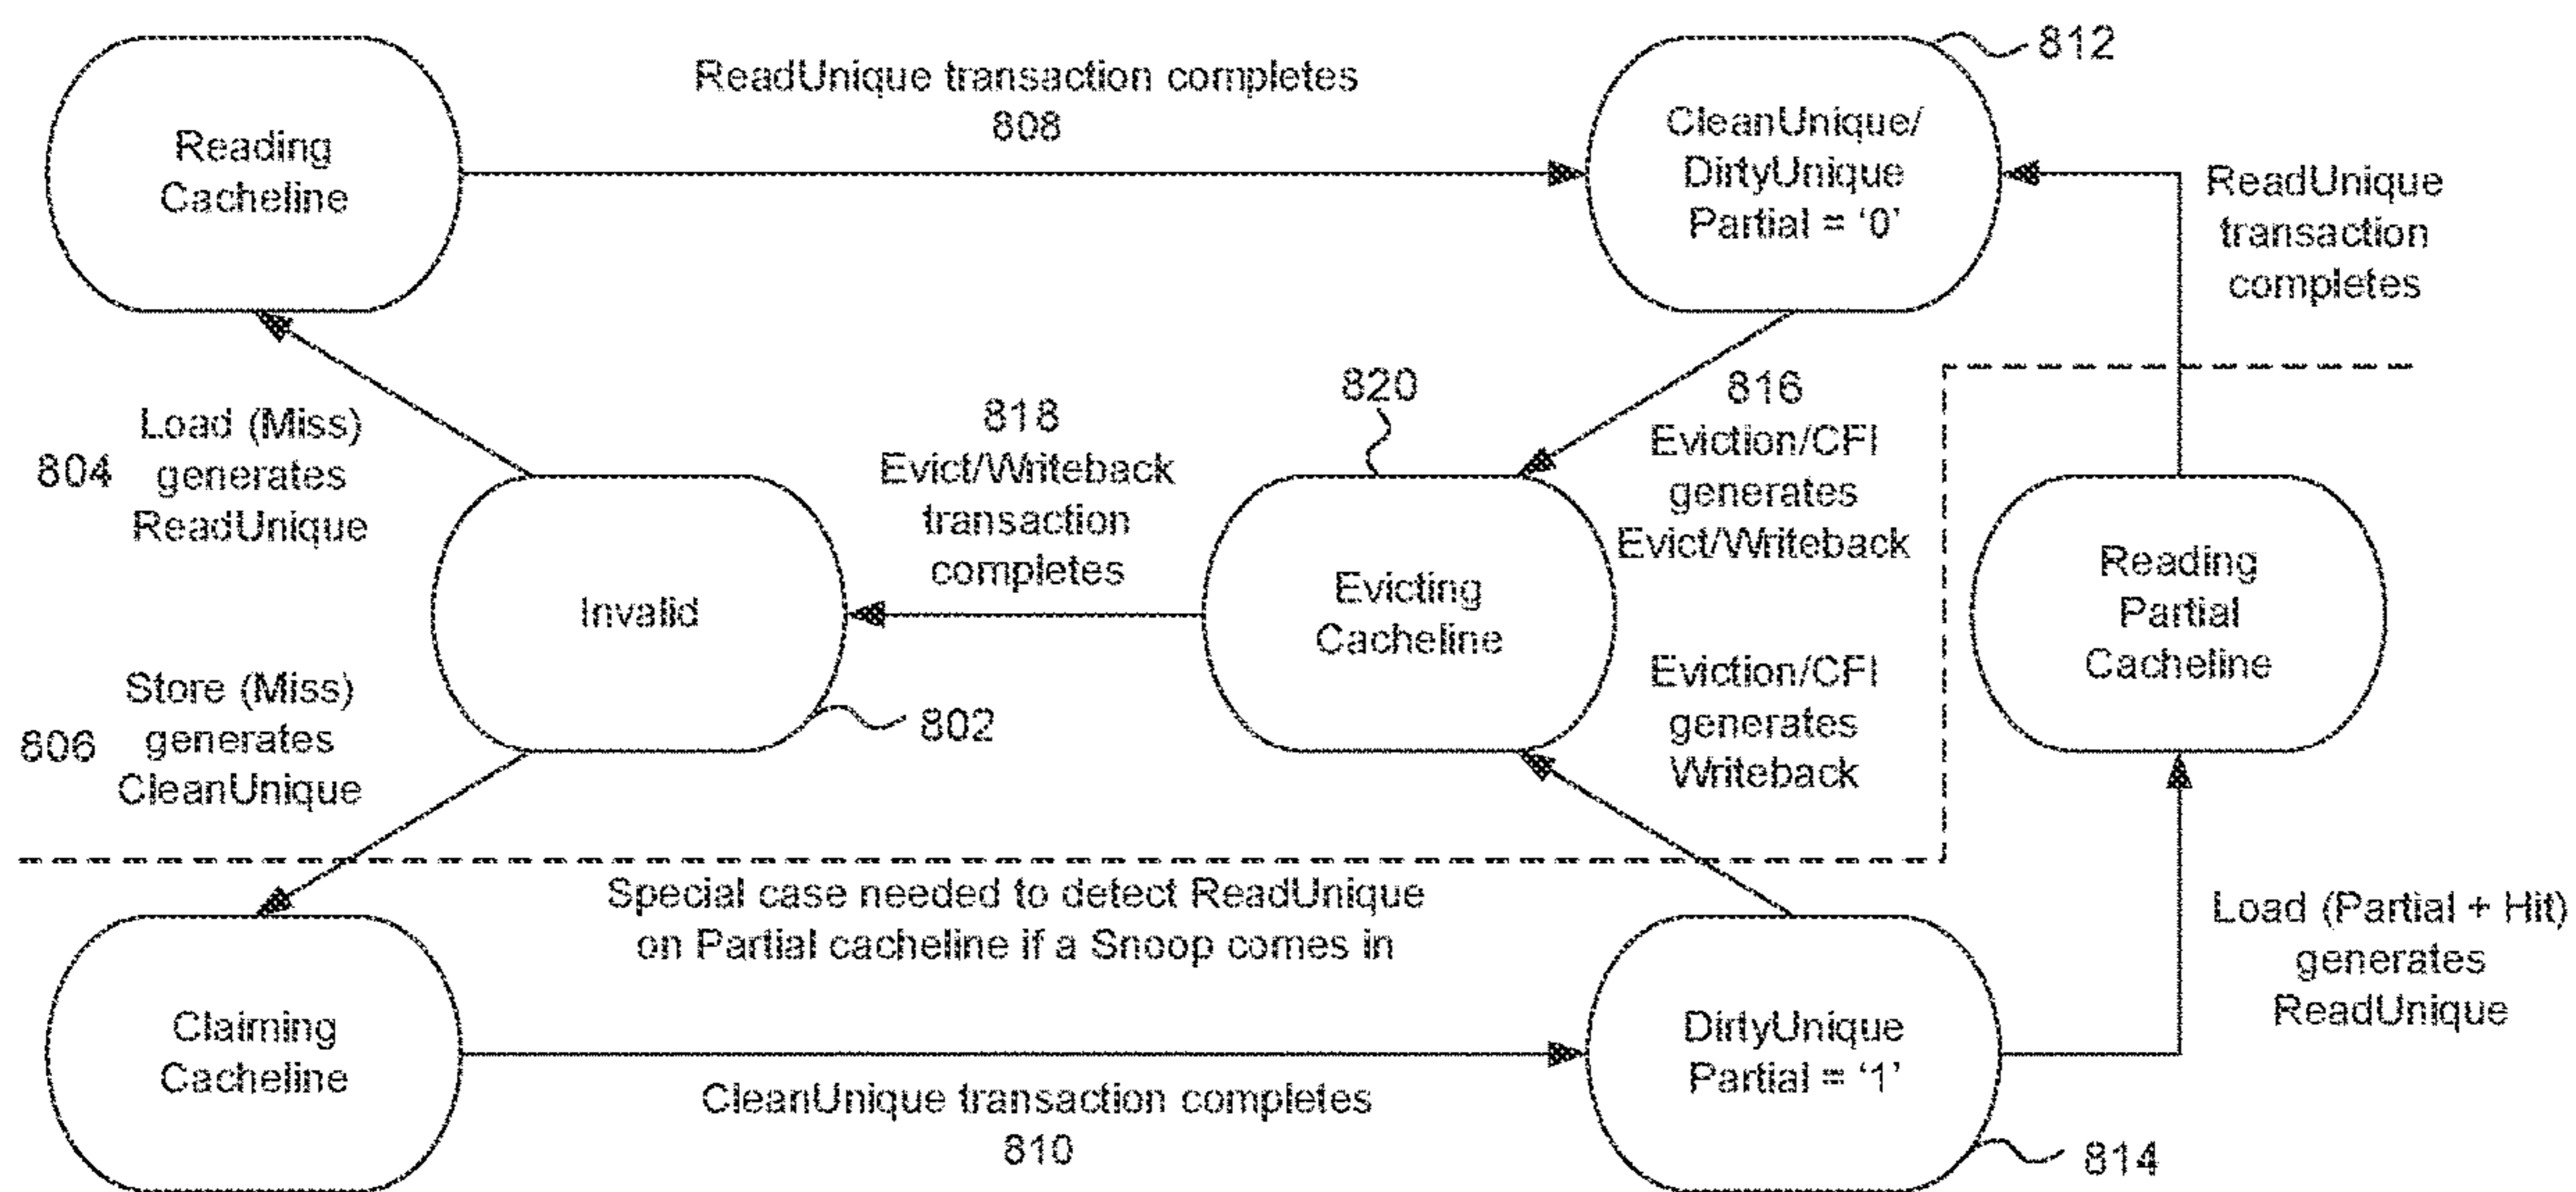 812
ReadUnique transaction completes
808
Reading
Cacheline
CleanUnique/
DirtyUnique
Partial = ‘0’
ReadUnique
transaction
completes
804
Load (Miss)
generates
ReadUnique
818
Evict/Writeback
transaction
completes
820
816
Eviction/CFI
generates
Evict/Writeback
Invalid
802
Evicting
Cacheline
Reading
Partial
Cacheline
806
Store (Miss)
generates
CleanUnique
Eviction/CFI
generates
Writeback
Special case needed to detect ReadUnique
on Partial cacheline if a Snoop comes in
Load (Partial + Hit)
generates
ReadUnique
Claiming
Cacheline
CleanUnique transaction completes
810
DirtyUnique
Partial = ‘1’
814